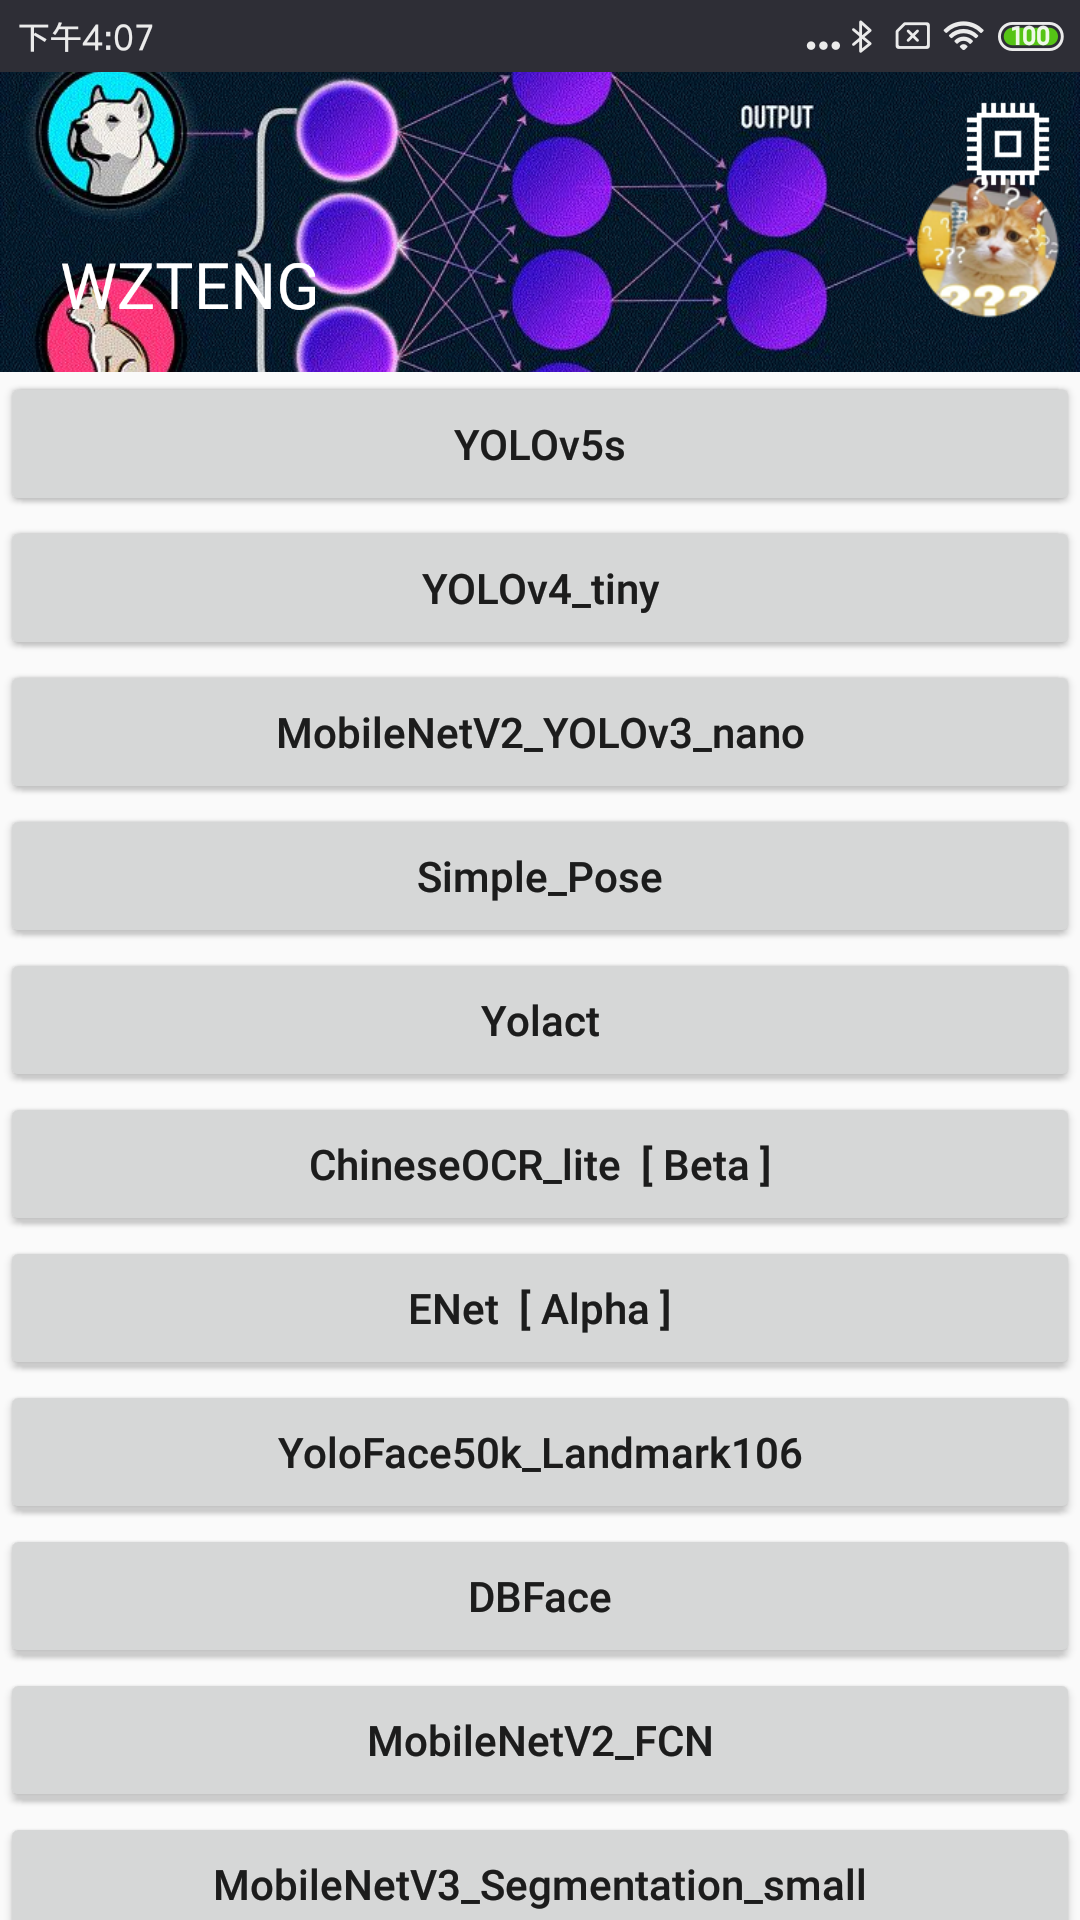 下午4:07
100
OUTPUT
WZTENG
???
???
YOLOv5s
YOLOv4_tiny
MobileNetV2_YOLOv3_nano
Simple_Pose
Yolact
ChineseOCR_lite [ Beta ]
ENet [ Alpha ]
YoloFace50k_Landmark106
DBFace
MobileNetV2_FCN
MobileNetV3_Segmentation_small